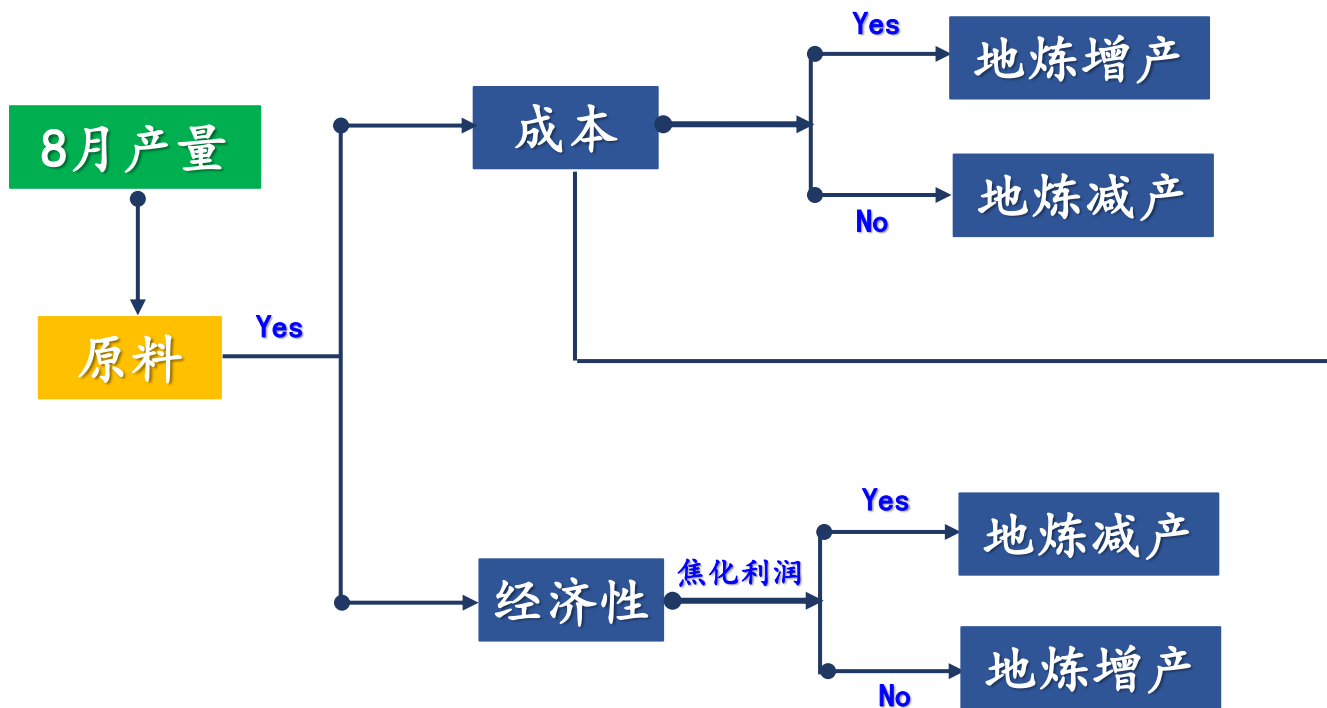 8月产量
原料
Yes
成本
Yes
地炼增产
No
地炼减产
经济性
焦化利润
Yes
地炼减产
No
地炼增产